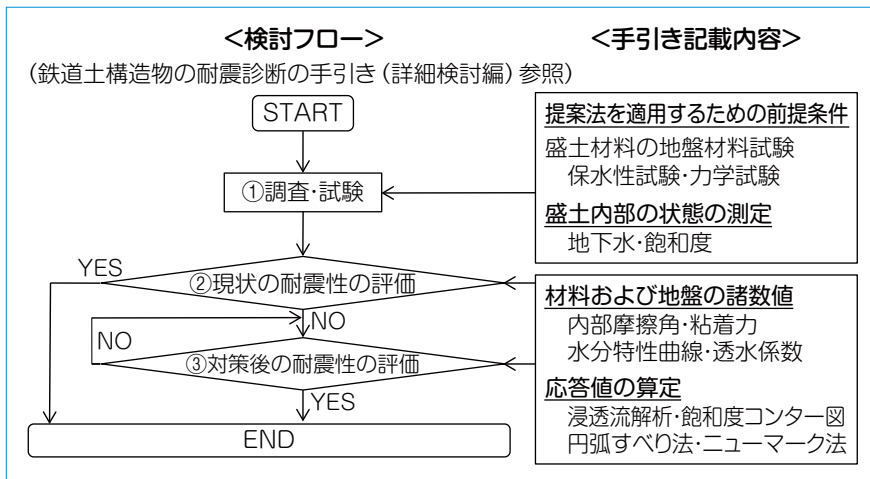 <検討フロー>
<手引き記載内容>
(鉄道土構造物の耐震診断の手引き(詳細検討編)参照)
START
①調査・試験
YES
②現状の耐震性の評価
NO
NO
③対策後の耐震性の評価
YES
END
提案法を適用するための前提条件
盛土材料の地盤材料試験
保水性試験・力学試験
盛土内部の状態の測定
地下水・飽和度
材料および地盤の諸数値
内部摩擦角・粘着力
水分特性曲線・透水係数
応答値の算定
浸透流解析・飽和度コンター図
円弧すべり法・ニューマーク法